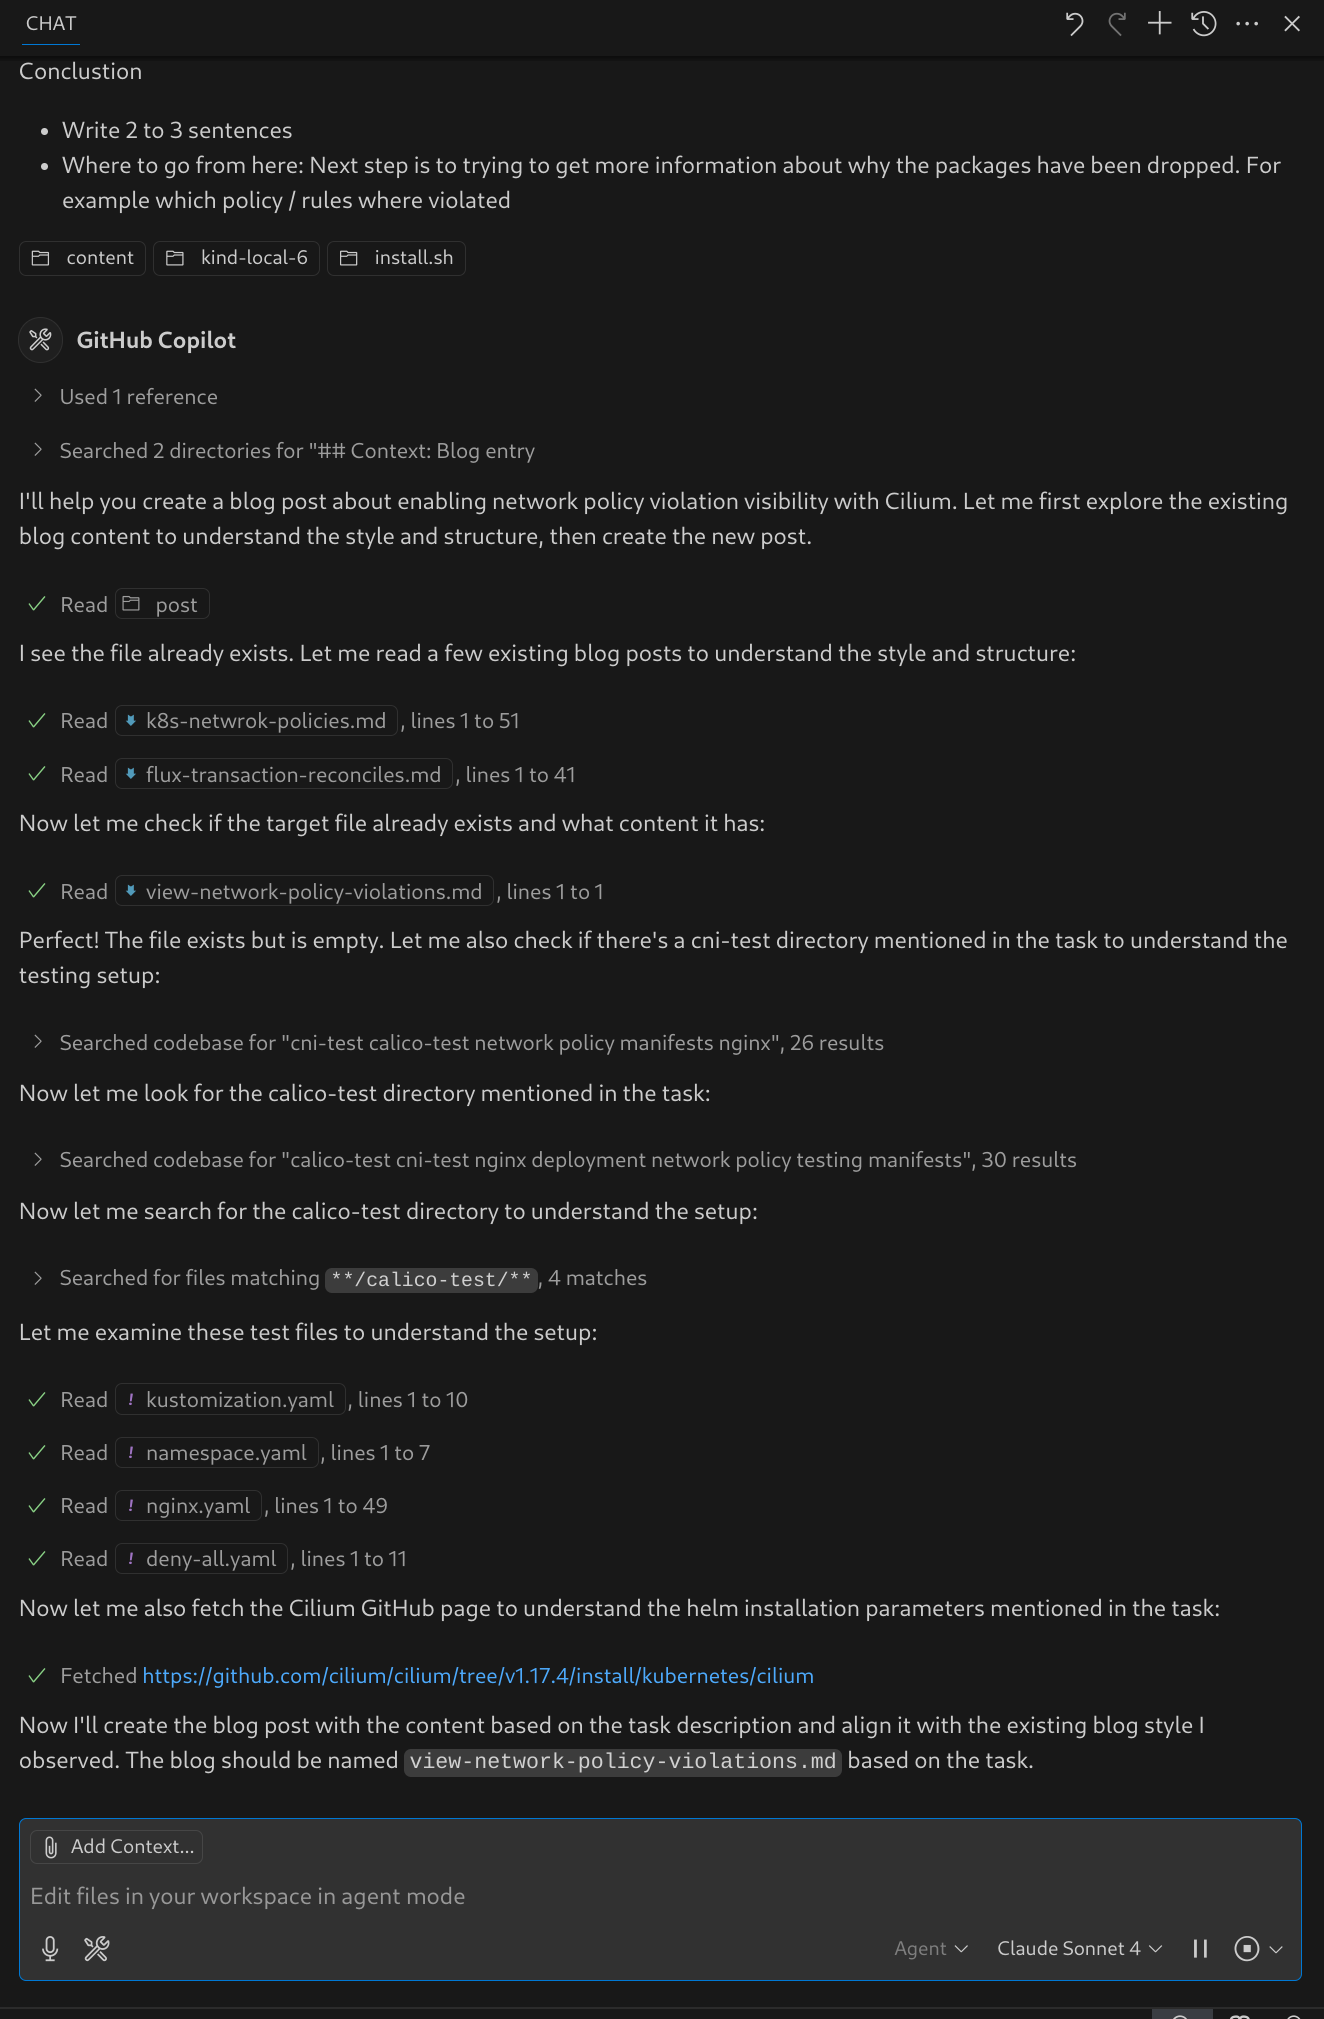 CHAT
Conclustion
Write 2 to 3 sentences
Where to go from here: Next step is to trying to get more information about why the packages have been dropped. For
example which policy / rules where violated
content kind-local-6 install.sh
GitHub Copilot
Used 1 reference
Searched 2 directories for "## Context: Blog entry
I'll help you create a blog post about enabling network policy violation visibility with Cilium. Let me first explore the existing
blog content to understand the style and structure, then create the new post.
Read post
I see the file already exists. Let me read a few existing blog posts to understand the style and structure:
Read k8s-netwrok-policies.md, lines 1 to 51
Read flux-transaction-reconciles.md, lines 1 to 41
Now let me check if the target file already exists and what content it has:
Read view-network-policy-violations.md, lines 1 to 1
Perfect! The file exists but is empty. Let me also check if there's a cni-test directory mentioned in the task to understand the
testing setup:
Searched codebase for "cni-test calico-test network policy manifests nginx", 26 results
Now let me look for the calico-test directory mentioned in the task:
Searched codebase for "calico-test cni-test nginx deployment network policy testing manifests", 30 results
Now let me search for the calico-test directory to understand the setup:
Searched for files matching **/calico-test/**, 4 matches
Let me examine these test files to understand the setup:
Read ! kustomization.yaml, lines 1 to 10
Read ! namespace.yaml, lines 1 to 7
Read ! nginx.yaml, lines 1 to 49
Read ! deny-all.yaml, lines 1 to 11
Now let me also fetch the Cilium GitHub page to understand the helm installation parameters mentioned in the task:
Fetched https://github.com/cilium/cilium/tree/v1.17.4/install/kubernetes/cilium
Now I'll create the blog post with the content based on the task description and align it with the existing blog style I
observed. The blog should be named view-network-policy-violations.md based on the task.
Add Context...
Edit files in your workspace in agent mode
Agent Claude Sonnet 4